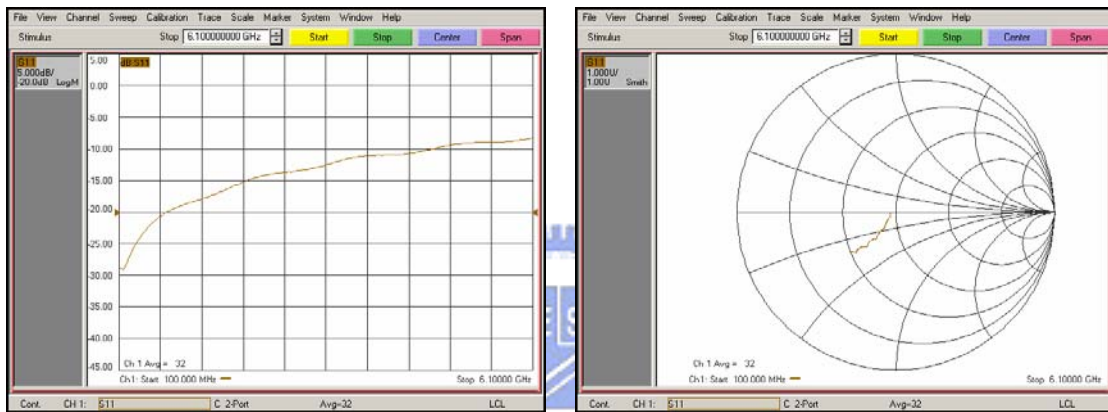 File View Channel Sweep Calibration Trace Scale Marker System Window Help
Stimulus Stop 6.100000000 GHz Start Stop Center Span
S11
5.000dB/
-20.0dB LogM
dB S11
5.00
0.00
-5.00
-10.00
-15.00
-20.00
-25.00
-30.00
-35.00
-40.00
-45.00
Ch 1 Avg = 32
Ch1: Start 100.000 MHz
Stop 6.10000 GHz
Cont. CH 1: S11 C 2-Port Avg=32 LCL
File View Channel Sweep Calibration Trace Scale Marker System Window Help
Stimulus Stop 6.100000000 GHz Start Stop Center Span
S11
1.000U/
1.00U Smith
Ch 1 Avg = 32
Ch1: Start 100.000 MHz
Stop 6.10000 GHz
Cont. CH 1: S11 C 2-Port Avg=32 LCL